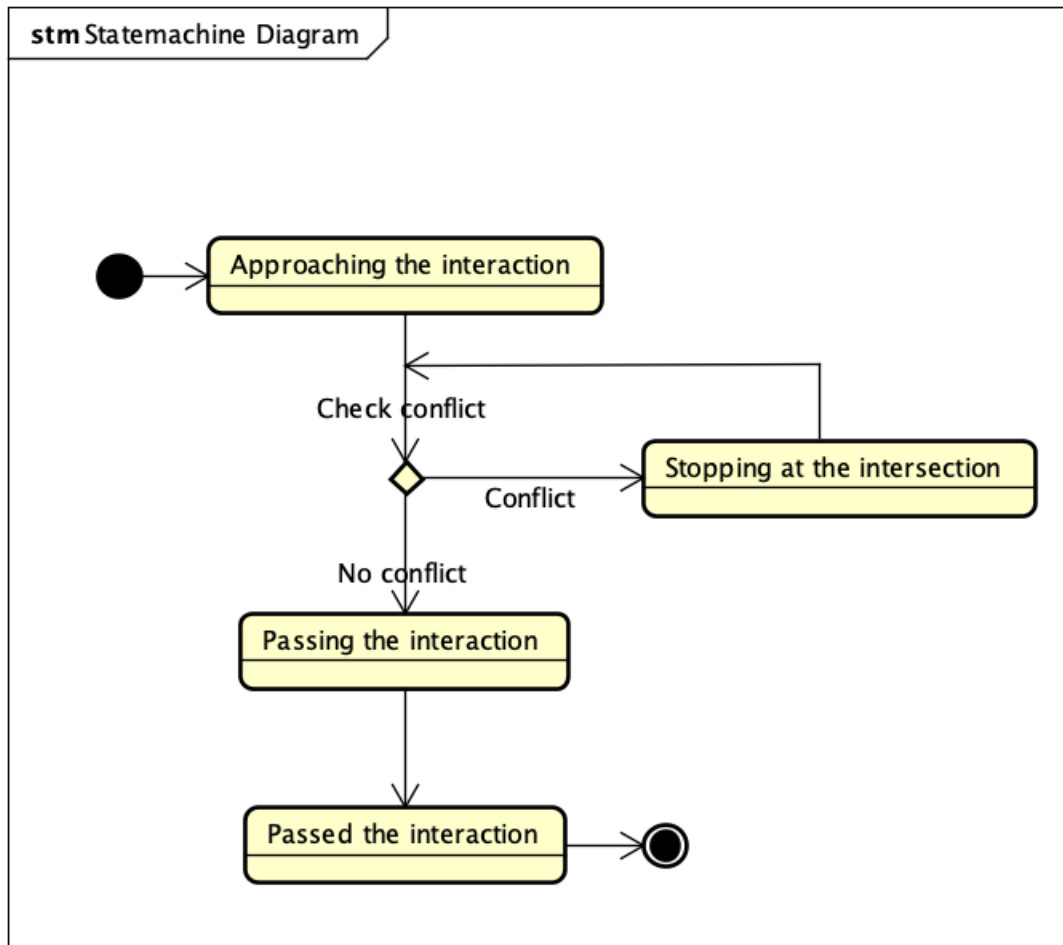 stm Statemachine Diagram
Approaching the interaction
Check conflict
Stopping at the intersection
Conflict
No conflict
Passing the interaction
Passed the interaction